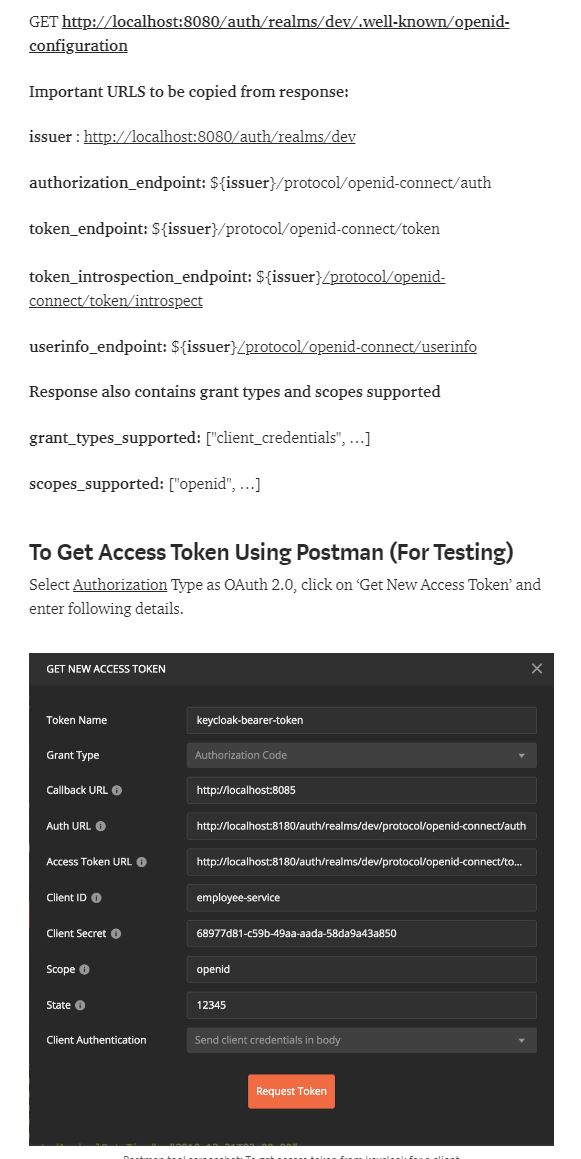 GET http://localhost:8080/auth/realms/dev/.well-known/openid-
configuration
Important URLS to be copied from response:
issuer : http://localhost:8080/auth/realms/dev
authorization_endpoint: ${issuer}/protocol/openid-connect/auth
token_endpoint: ${issuer}/protocol/openid-connect/token
token_introspection_endpoint: ${issuer}/protocol/openid-
connect/token/introspect
userinfo_endpoint: ${issuer}/protocol/openid-connect/userinfo
Response also contains grant types and scopes supported
grant_types_supported: ["client_credentials", …]
scopes_supported: ["openid", …]
To Get Access Token Using Postman (For Testing)
Select Authorization Type as OAuth 2.0, click on ‘Get New Access Token’ and
enter following details.
GET NEW ACCESS TOKEN
Token Name keycloak-bearer-token
Grant Type Authorization Code
Callback URL http://localhost:8085
Auth URL http://localhost:8180/auth/realms/dev/protocol/openid-connect/auth
Access Token URL http://localhost:8180/auth/realms/dev/protocol/openid-connect/to...
Client ID employee-service
Client Secret 68977d81-c59b-49aa-aada-58da9a43a850
Scope openid
State 12345
Client Authentication Send client credentials in body
Request Token